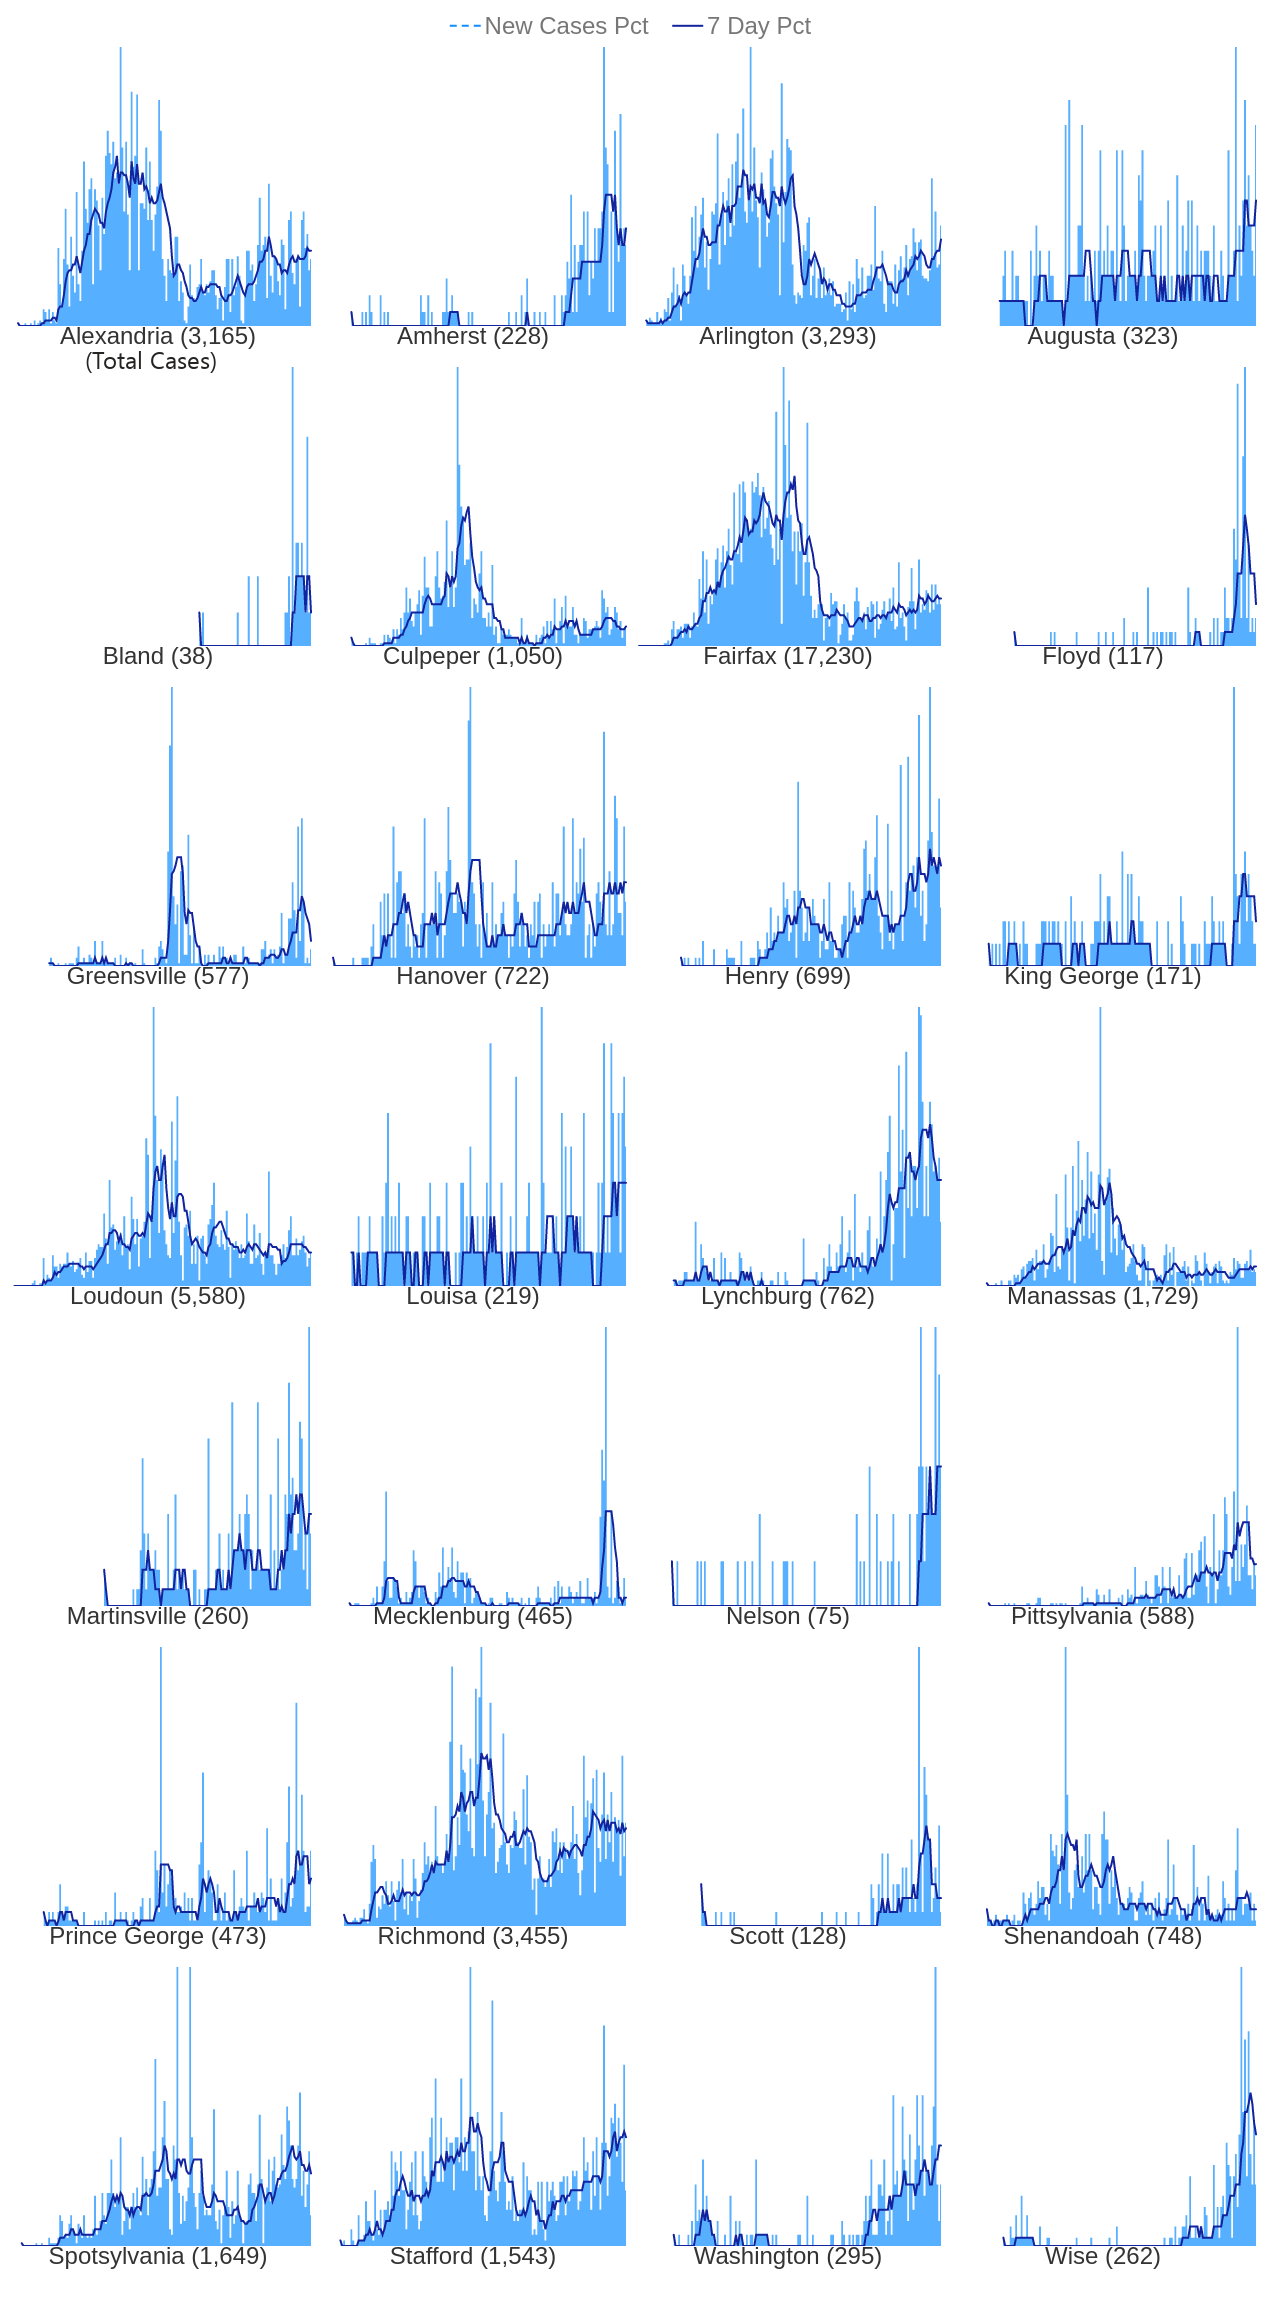 New Cases Pct 7 Day Pct
Alexandria (3,165) Amherst (228) Arlington (3,293) Augusta (323)
(Total Cases)
Bland (38) Culpeper (1,050) Fairfax (17,230) Floyd (117)
Greensville (577) Hanover (722) Henry (699) King George (171)
Loudoun (5,580) Louisa (219) Lynchburg (762) Manassas (1,729)
Martinsville (260) Mecklenburg (465) Nelson (75) Pittsylvania (588)
Prince George (473) Richmond (3,455) Scott (128) Shenandoah (748)
Spotsylvania (1,649) Stafford (1,543) Washington (295) Wise (262)